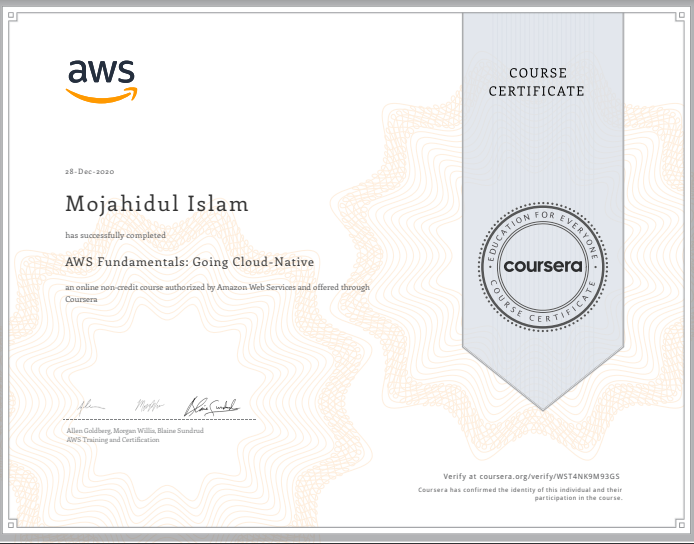 aws
COURSE
CERTIFICATE
28-Dec-2020
Mojahidul Islam
has successfully completed
AWS Fundamentals: Going Cloud-Native
an online non-credit course authorized by Amazon Web Services and offered through
Coursera
EDUCATION FOR EVERYONE
coursera
COURSE CERTIFICATE
Allen Goldberg, Morgan Willis, Blaine Sundrud
AWS Training and Certification
Verify at coursera.org/verify/WST4NK9M93GS
Coursera has confirmed the identity of this individual and their
participation in the course.